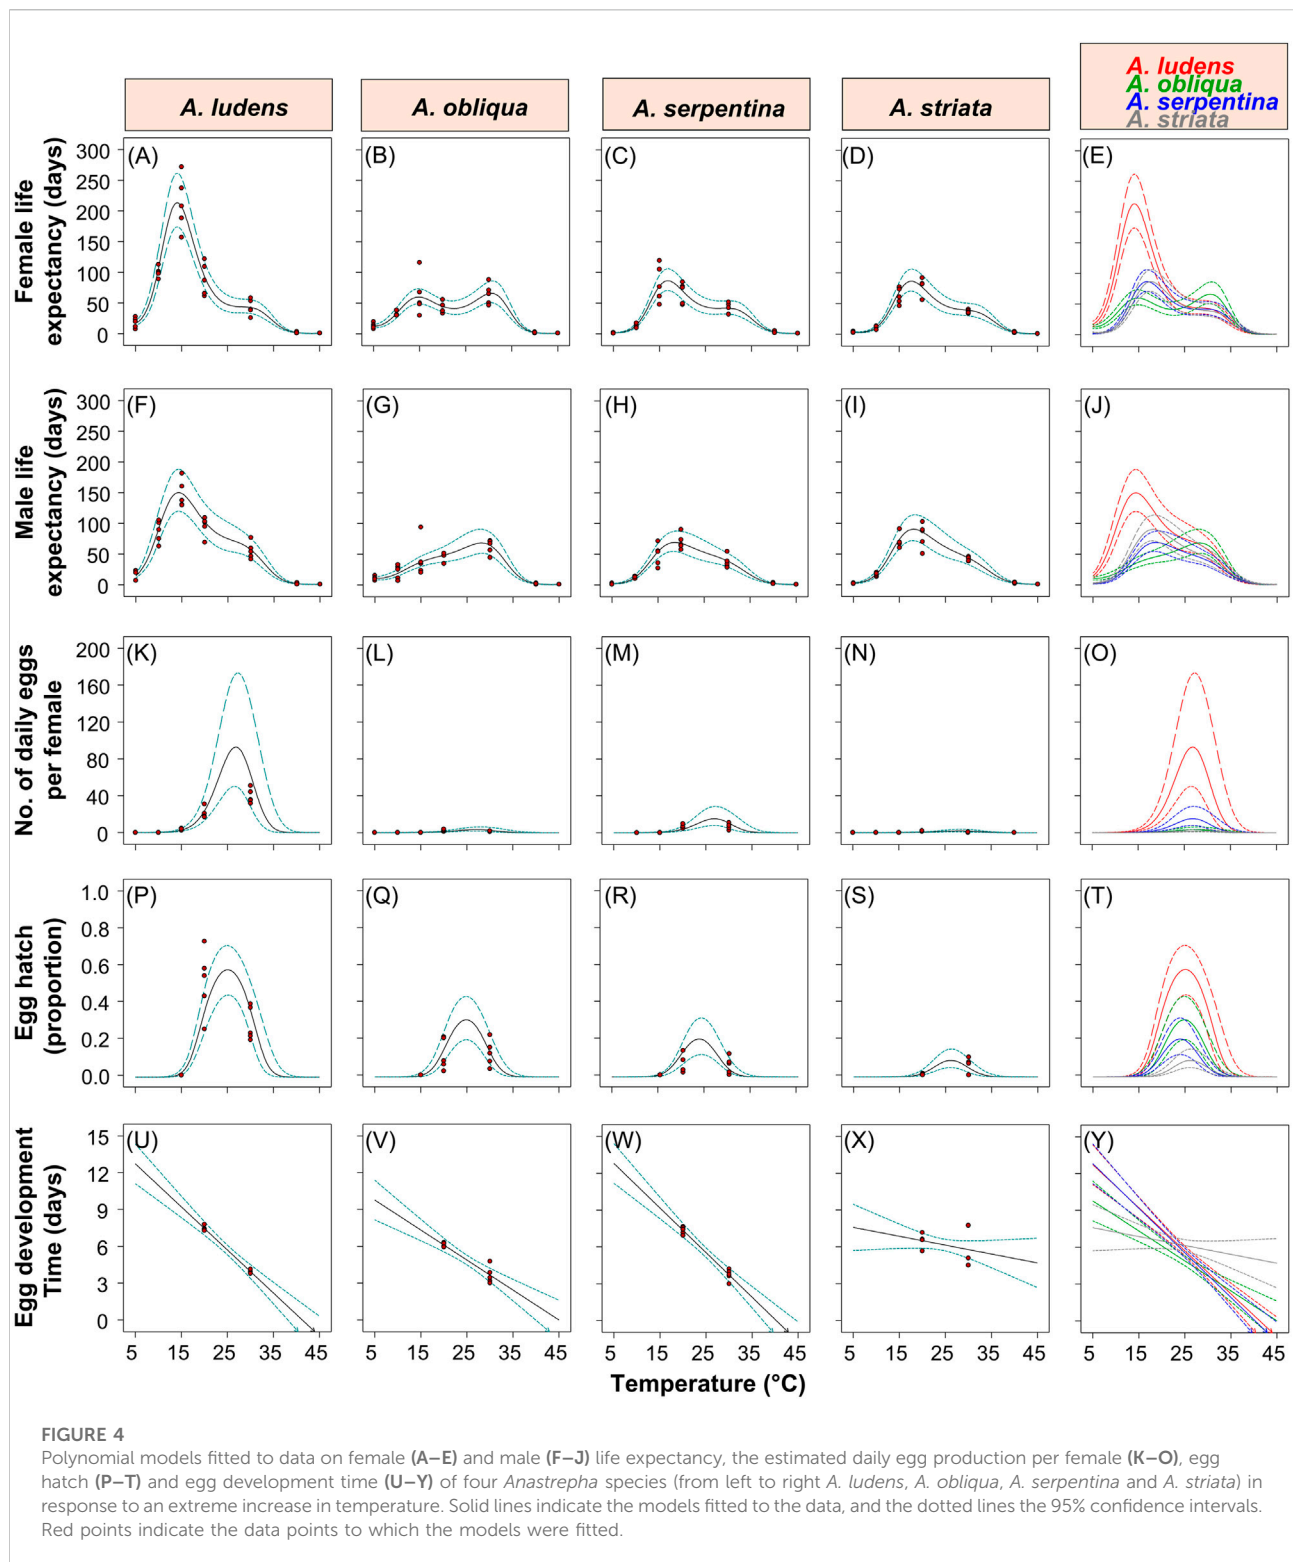 A. ludens
A. obliqua
A. serpentina
A. striata
A. ludens
A. obliqua
A. serpentina
A. striata
Female life
expectancy (days)
300
250
200
150
100
50
0
(A)
(B)
(C)
(D)
(E)
Male life
expectancy (days)
300
250
200
150
100
50
0
(F)
(G)
(H)
(I)
(J)
No. of daily eggs
per female
200
160
120
80
40
0
(K)
(L)
(M)
(N)
(O)
Egg hatch
(proportion)
1.0
0.8
0.6
0.4
0.2
0.0
(P)
(Q)
(R)
(S)
(T)
Egg development
Time (days)
15
12
9
6
3
0
(U)
(V)
(W)
(X)
(Y)
5 15 25 35 45 5 15 25 35 45 5 15 25 35 45 5 15 25 35 45 5 15 25 35 45
Temperature (°C)
FIGURE 4
Polynomial models fitted to data on female (A–E) and male (F–J) life expectancy, the estimated daily egg production per female (K–O), egg
hatch (P–T) and egg development time (U–Y) of four Anastrepha species (from left to right A. ludens, A. obliqua, A. serpentina and A. striata) in
response to an extreme increase in temperature. Solid lines indicate the models fitted to the data, and the dotted lines the 95% confidence intervals.
Red points indicate the data points to which the models were fitted.